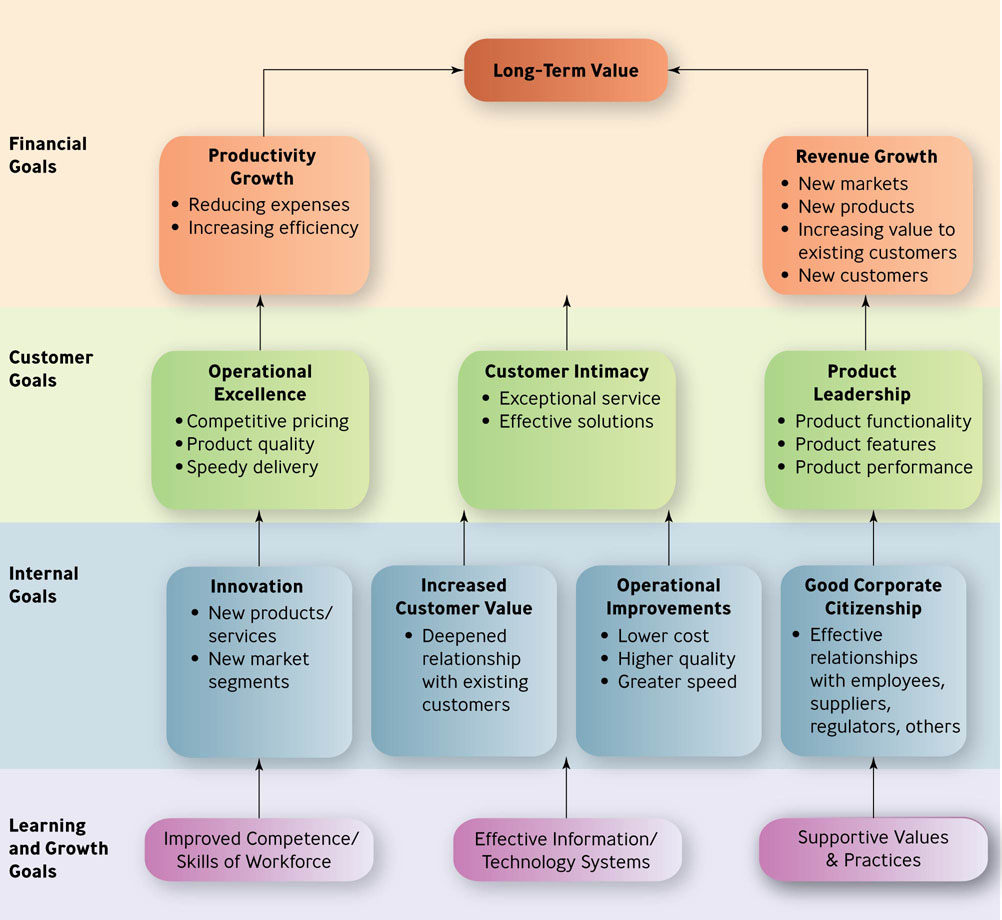 Long-Term Value
Financial
Goals
Productivity
Growth
• Reducing expenses
• Increasing efficiency
Revenue Growth
• New markets
• New products
• Increasing value to
existing customers
• New customers
Customer
Goals
Operational
Excellence
• Competitive pricing
• Product quality
• Speedy delivery
Customer Intimacy
• Exceptional service
• Effective solutions
Product
Leadership
• Product functionality
• Product features
• Product performance
Internal
Goals
Innovation
• New products/
services
• New market
segments
Increased
Customer Value
• Deepened
relationship
with existing
customers
Operational
Improvements
• Lower cost
• Higher quality
• Greater speed
Good Corporate
Citizenship
• Effective
relationships
with employees,
suppliers,
regulators, others
Learning
and Growth
Goals
Improved Competence/
Skills of Workforce
Effective Information/
Technology Systems
Supportive Values
& Practices